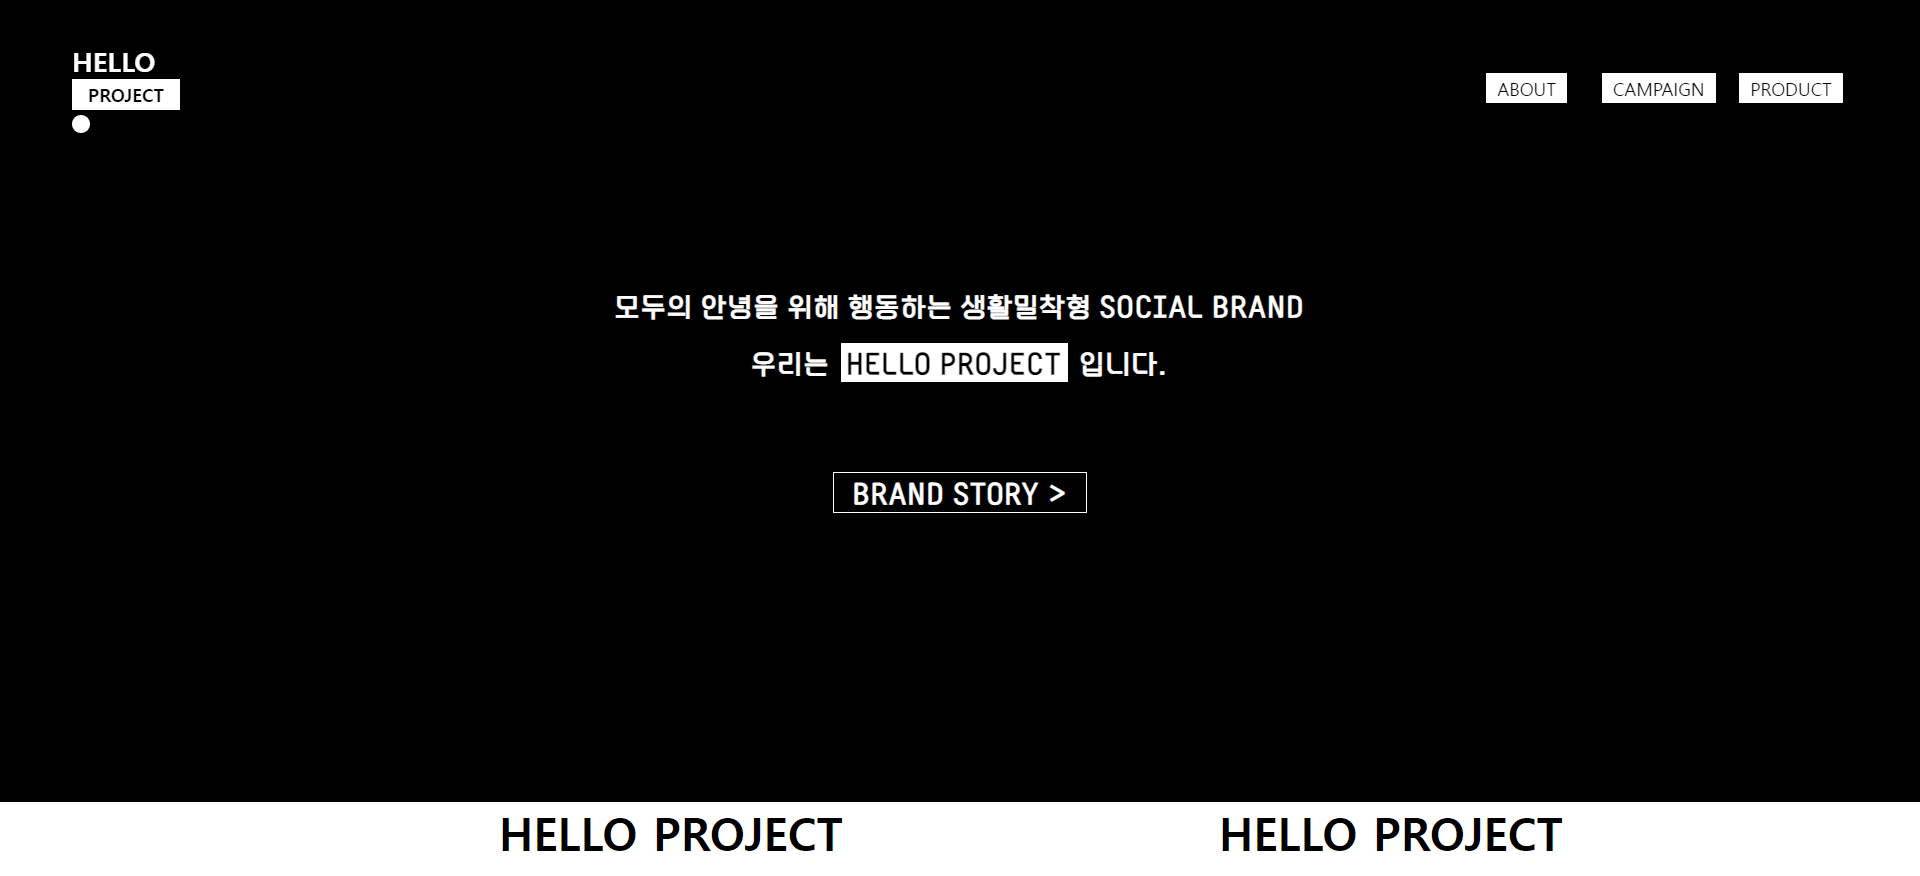 HELLO
PROJECT
ABOUT CAMPAIGN PRODUCT
모두의 안녕을 위해 행동하는 생활밀착형 SOCIAL BRAND
우리는 HELLO PROJECT 입니다.
BRAND STORY >
HELLO PROJECT HELLO PROJECT